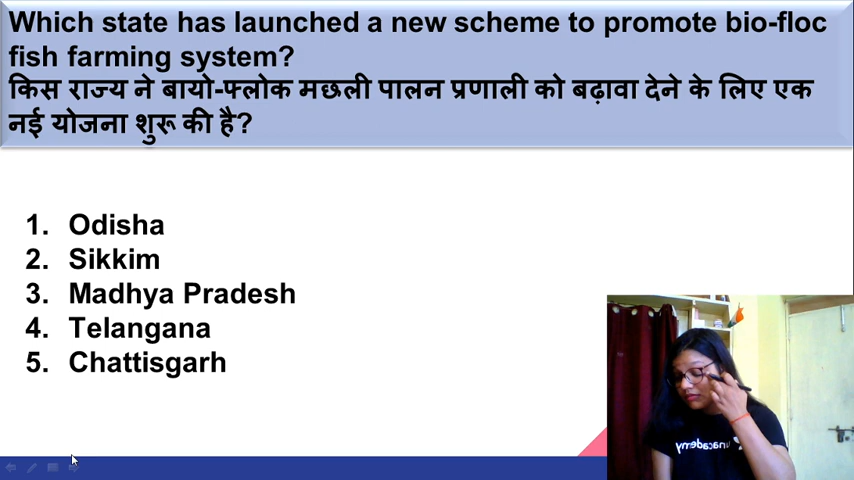 Which state has launched a new scheme to promote bio-floc
fish farming system?
किस राज्य ने बायो-फ्लोक मछली पालन प्रणाली को बढ़ावा देने के लिए एक
नई योजना शुरू की है?
1. Odisha
2. Sikkim
3. Madhya Pradesh
4. Telangana
5. Chattisgarh
unacademy